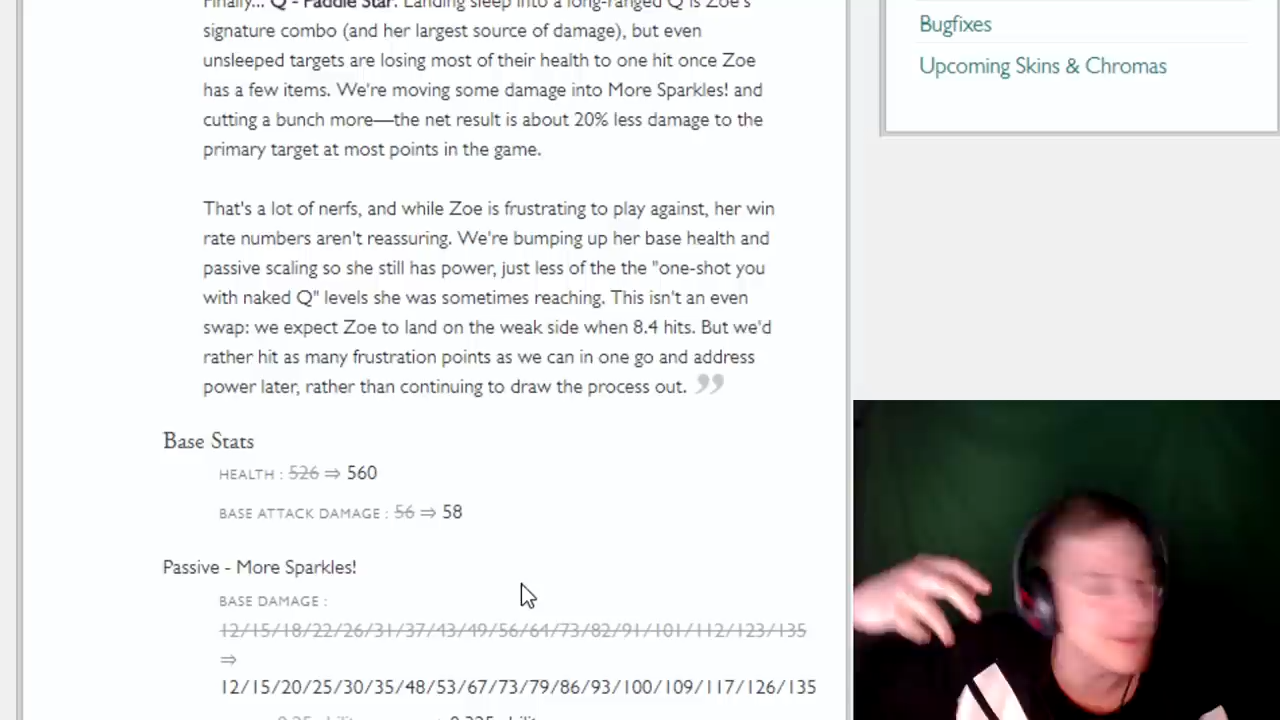 Finally... Q - Paddle Star: Landing sleep into a long-ranged Q is Zoe's
signature combo (and her largest source of damage), but even
unsleeped targets are losing most of their health to one hit once Zoe
has a few items. We're moving some damage into More Sparkles! and
cutting a bunch more—the net result is about 20% less damage to the
primary target at most points in the game.
That's a lot of nerfs, and while Zoe is frustrating to play against, her win
rate numbers aren't reassuring. We're bumping up her base health and
passive scaling so she still has power, just less of the the "one-shot you
with naked Q" levels she was sometimes reaching. This isn't an even
swap: we expect Zoe to land on the weak side when 8.4 hits. But we'd
rather hit as many frustration points as we can in one go and address
power later, rather than continuing to draw the process out. ”
Base Stats
HEALTH : 526 ⇒ 560
BASE ATTACK DAMAGE : 56 ⇒ 58
Passive - More Sparkles!
BASE DAMAGE :
12/15/18/22/26/31/37/43/49/56/64/73/82/91/101/112/123/135
⇒
12/15/20/25/30/35/48/53/67/73/79/86/93/100/109/117/126/135
Bugfixes
Upcoming Skins & Chromas